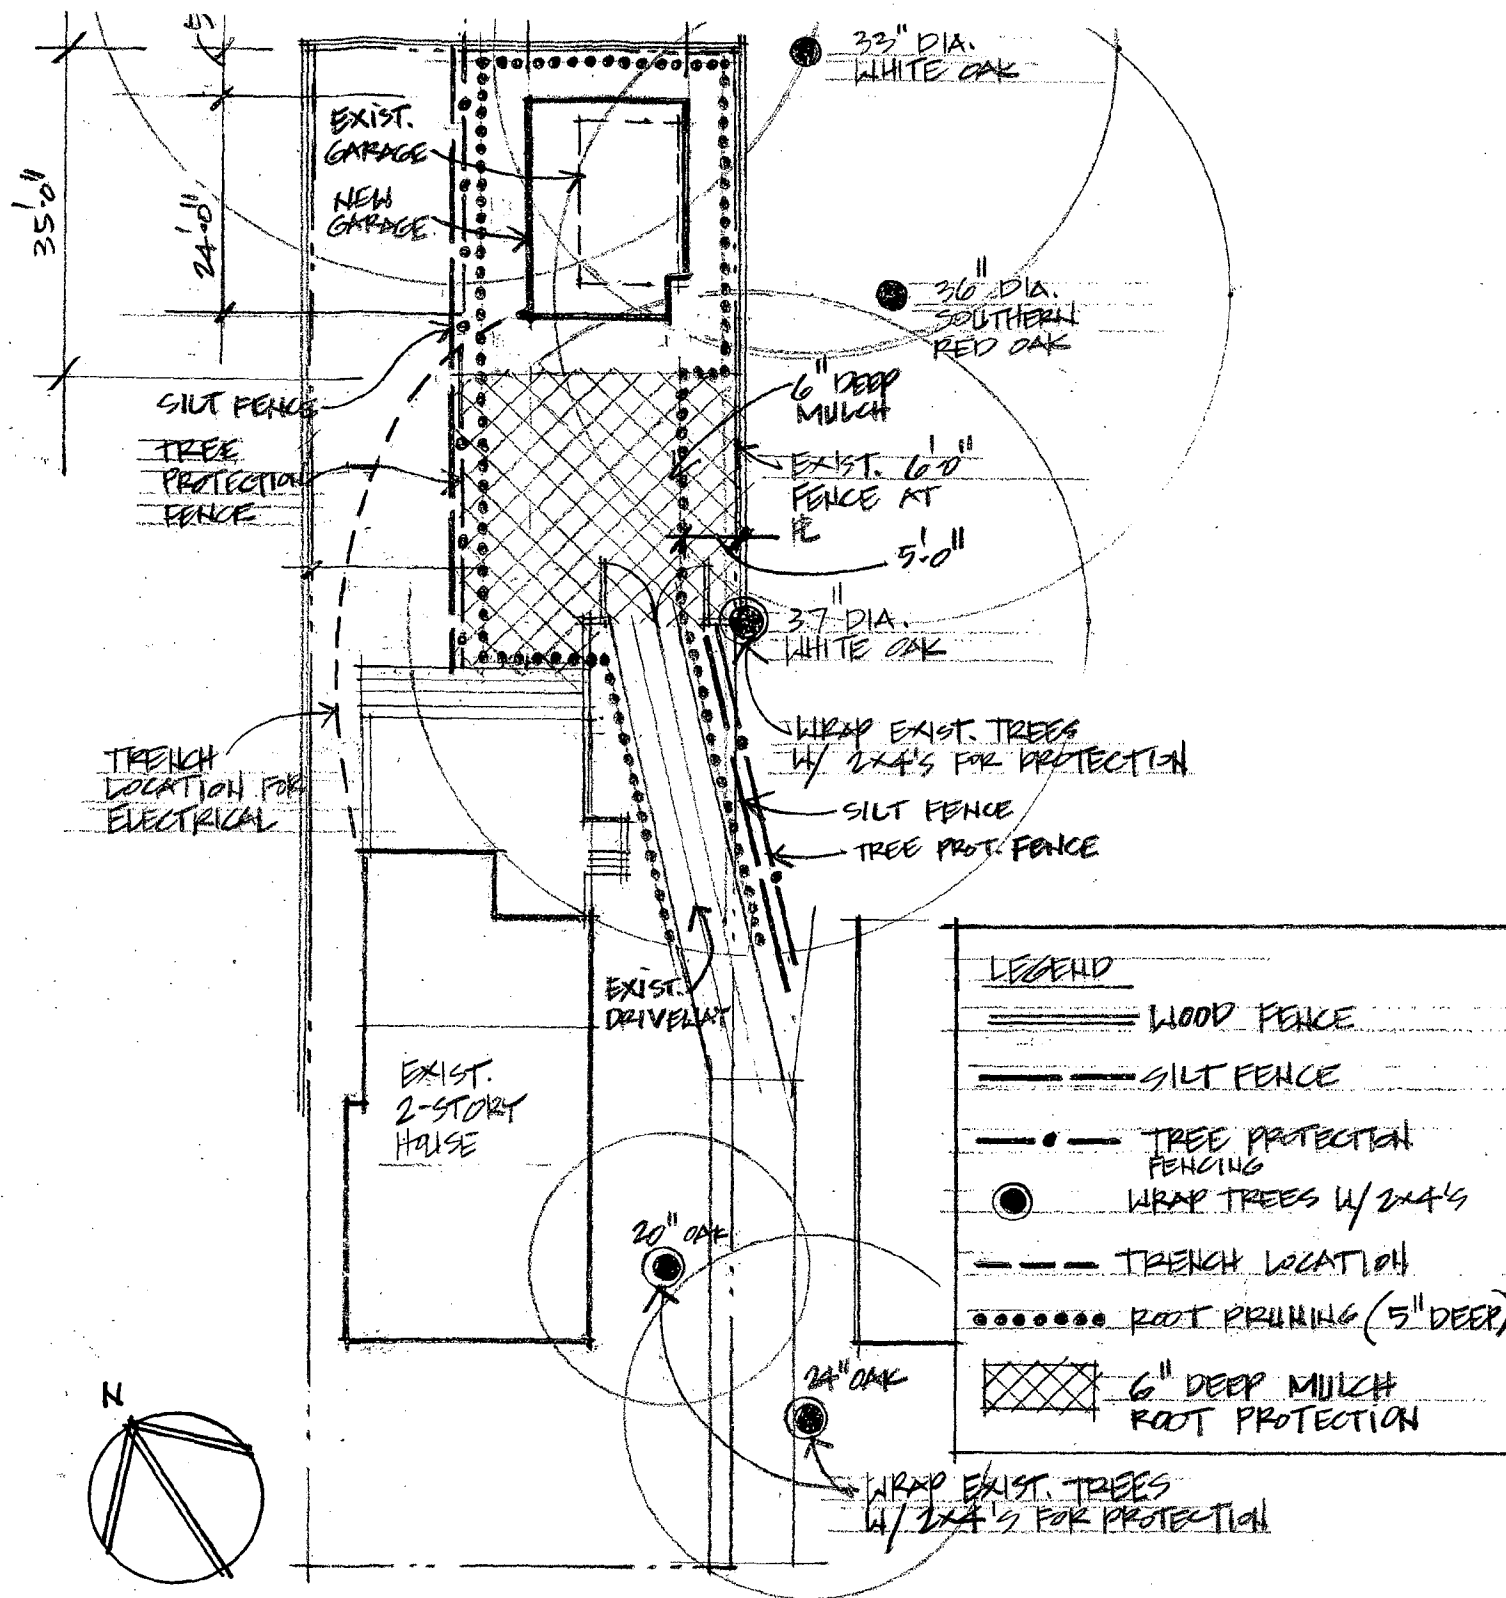 33" DIA.
WHITE OAK
EXIST.
GARAGE
NEW
GARAGE
35'-0"
24'-0"
36" DIA.
SOUTHERN
RED OAK
SILT FENCE
6" DEEP
MULCH
TREE
PROTECTION
FENCE
EXIST. 6'-0"
FENCE AT
PL
5'-0"
37" DIA.
WHITE OAK
WRAP EXIST. TREES
W/ 2x4'S FOR PROTECTION
TRENCH
LOCATION FOR
ELECTRICAL
SILT FENCE
TREE PROT. FENCE
EXIST.
DRIVEWAY
EXIST.
2-STORY
HOUSE
LEGEND
WOOD FENCE
SILT FENCE
TREE PROTECTION
FENCING
WRAP TREES W/ 2x4'S
TRENCH LOCATION
ROOT PRUNING (5" DEEP)
6" DEEP MULCH
ROOT PROTECTION
20" OAK
24" OAK
WRAP EXIST. TREES
W/ 2x4'S FOR PROTECTION
N